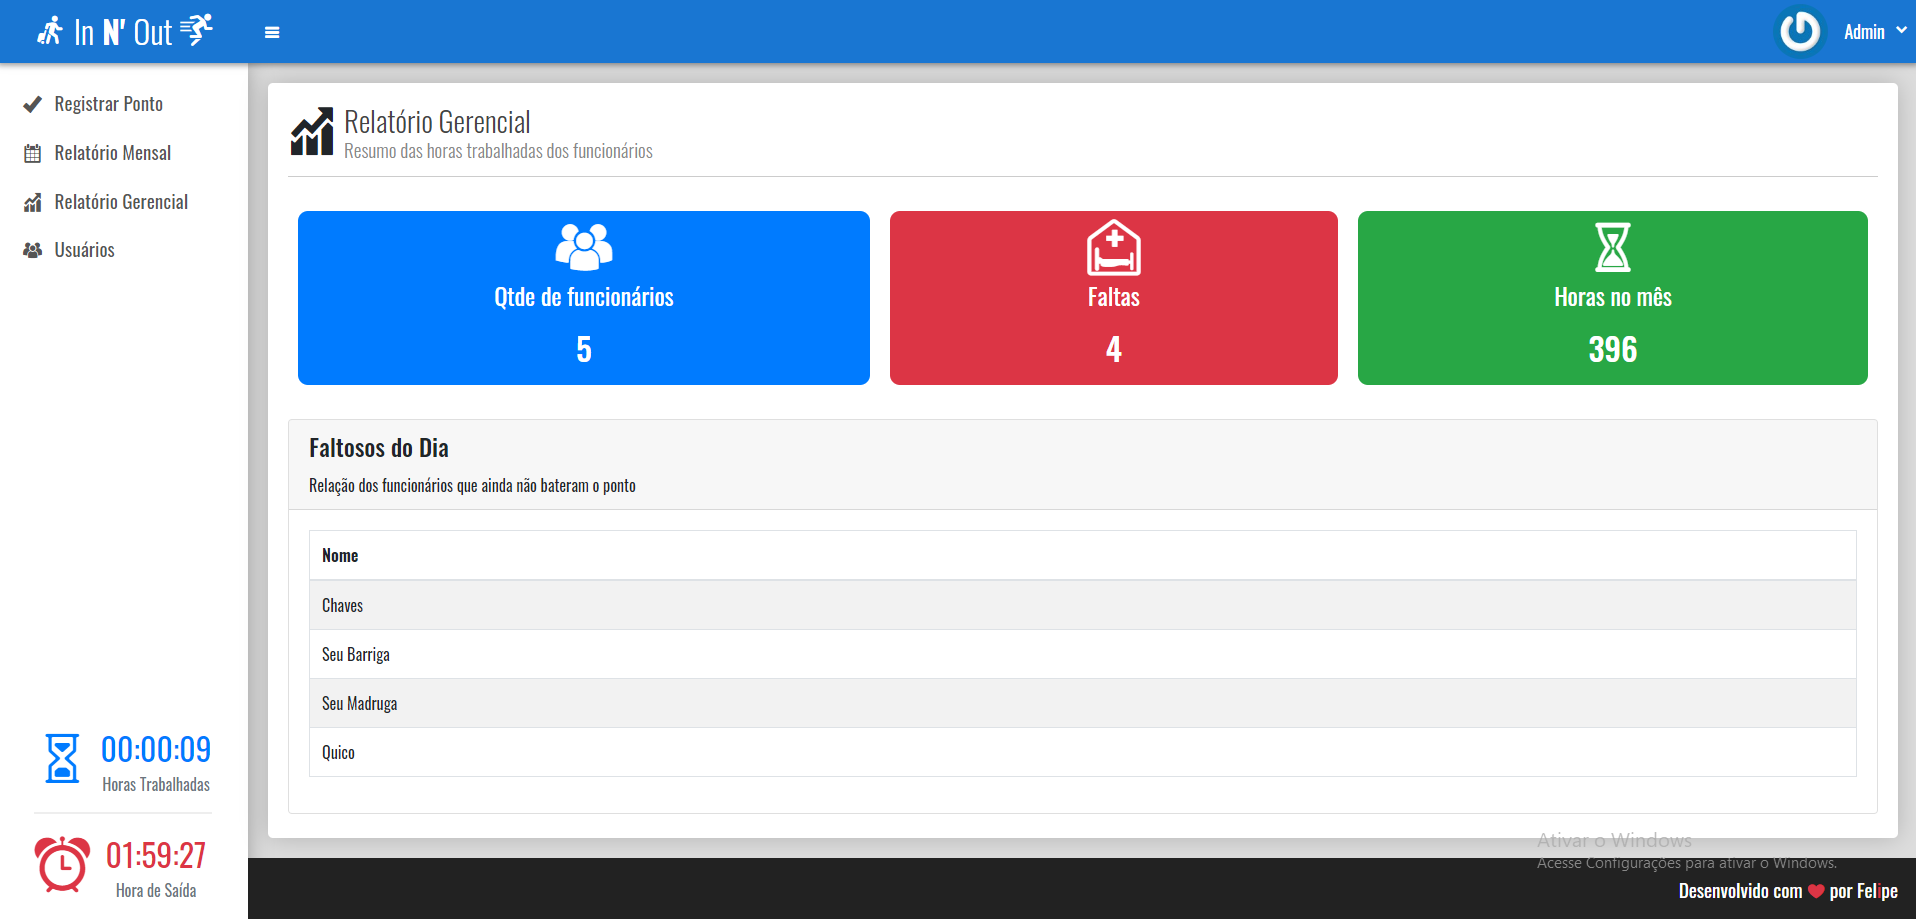 In N' Out
Admin
Registrar Ponto
Relatório Mensal
Relatório Gerencial
Usuários
00:00:09
Horas Trabalhadas
01:59:27
Hora de Saída
Relatório Gerencial
Resumo das horas trabalhadas dos funcionários
Qtde de funcionários
5
Faltas
4
Horas no mês
396
Faltosos do Dia
Relação dos funcionários que ainda não bateram o ponto
Nome
Chaves
Seu Barriga
Seu Madruga
Quico
Ativar o Windows
Acesse Configurações para ativar o Windows.
Desenvolvido com ❤ por Felipe